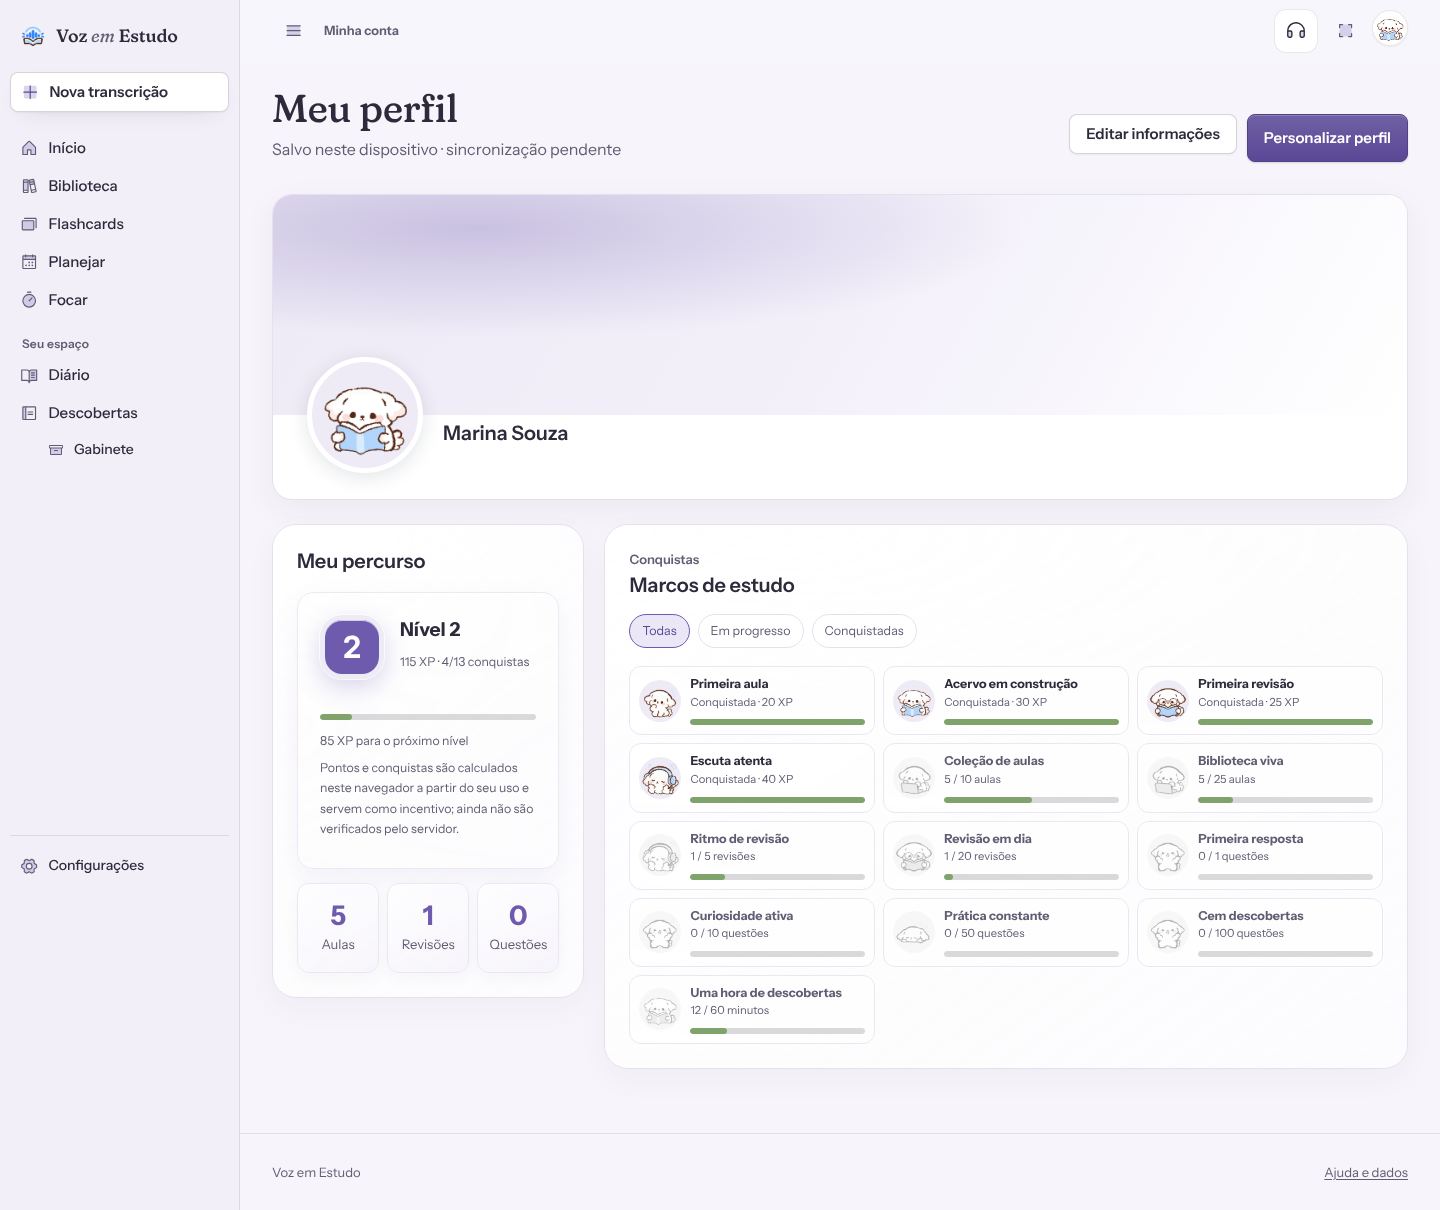 Voz em Estudo
Nova transcrição
Início
Biblioteca
Flashcards
Planejar
Focar
Seu espaço
Diário
Descobertas
Gabinete
Configurações
Minha conta
Meu perfil
Salvo neste dispositivo · sincronização pendente
Editar informações
Personalizar perfil
Marina Souza
Meu percurso
2
Nível 2
115 XP · 4/13 conquistas
85 XP para o próximo nível
Pontos e conquistas são calculados
neste navegador a partir do seu uso e
servem como incentivo; ainda não são
verificados pelo servidor.
5
Aulas
1
Revisões
0
Questões
Conquistas
Marcos de estudo
Todas
Em progresso
Conquistadas
Primeira aula
Conquistada · 20 XP
Acervo em construção
Conquistada · 30 XP
Primeira revisão
Conquistada · 25 XP
Escuta atenta
Conquistada · 40 XP
Coleção de aulas
5 / 10 aulas
Biblioteca viva
5 / 25 aulas
Ritmo de revisão
1 / 5 revisões
Revisão em dia
1 / 20 revisões
Primeira resposta
0 / 1 questões
Curiosidade ativa
0 / 10 questões
Prática constante
0 / 50 questões
Cem descobertas
0 / 100 questões
Uma hora de descobertas
12 / 60 minutos
Voz em Estudo
Ajuda e dados